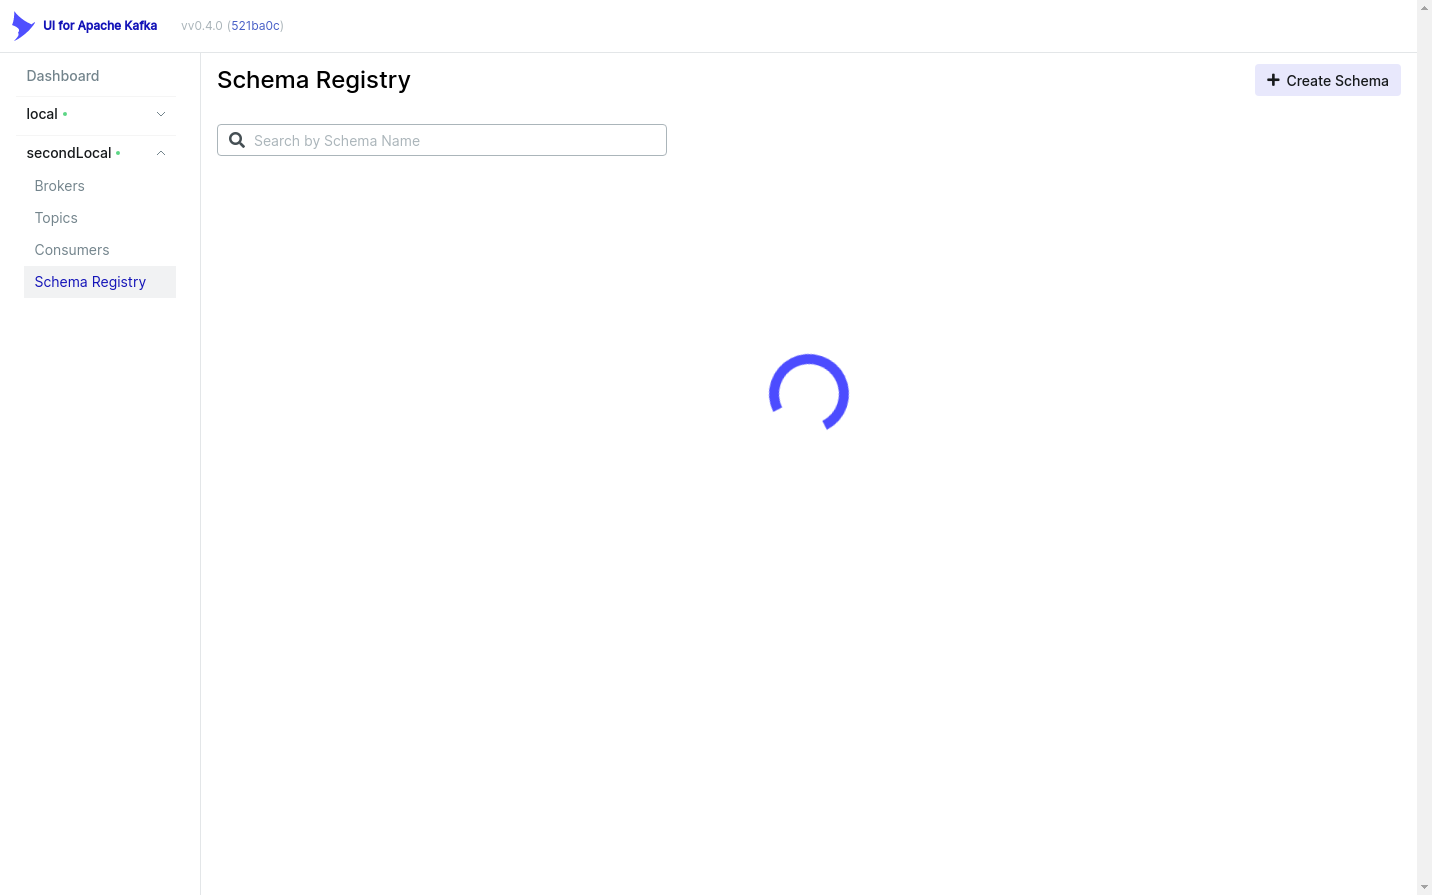 UI for Apache Kafka vv0.4.0 (521ba0c)
Dashboard
local
secondLocal
Brokers
Topics
Consumers
Schema Registry
Schema Registry
Create Schema
Search by Schema Name